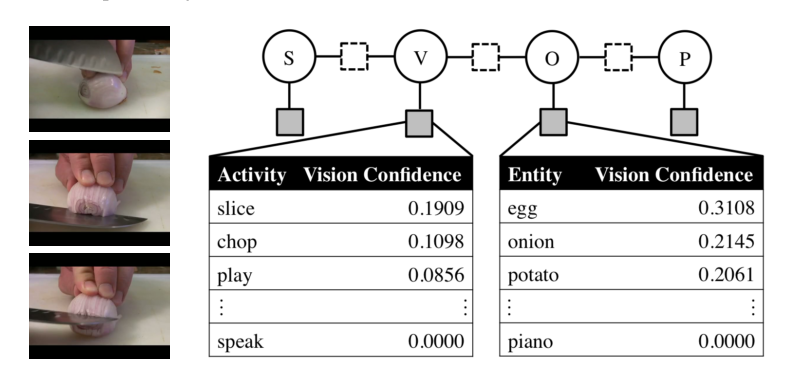 S V O P
Activity Vision Confidence
slice 0.1909
chop 0.1098
play 0.0856
⋮ ⋮
speak 0.0000
Entity Vision Confidence
egg 0.3108
onion 0.2145
potato 0.2061
⋮ ⋮
piano 0.0000